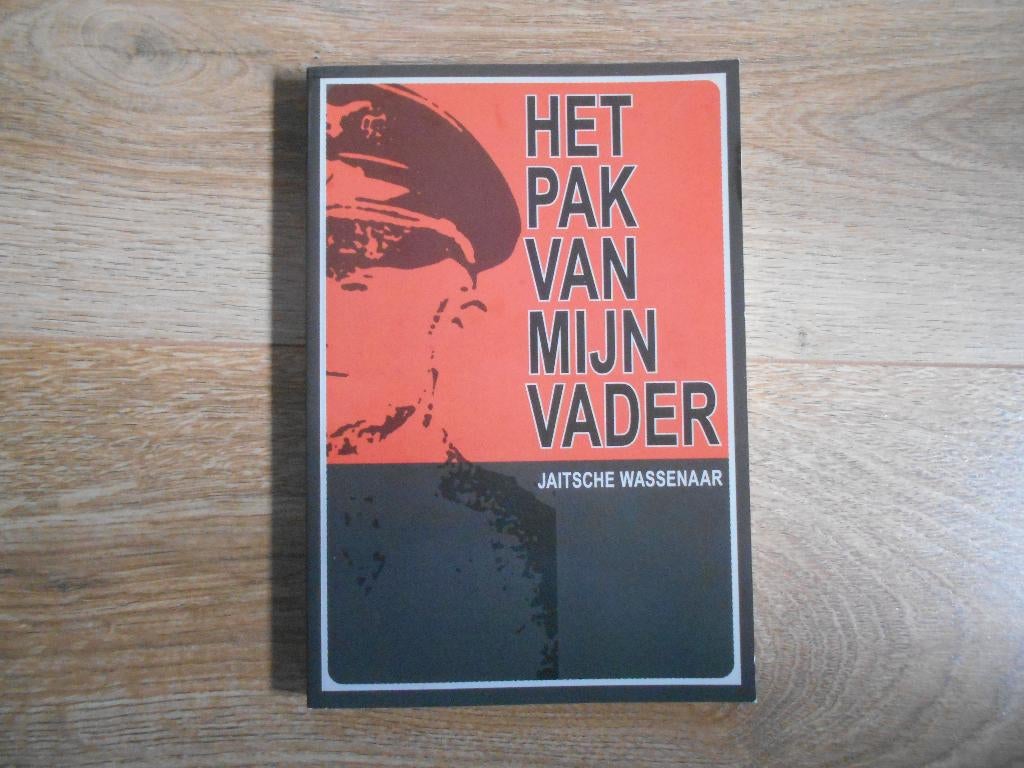 HET
PAK
VAN
MIJN
VADER
JAITSCHE WASSENAAR